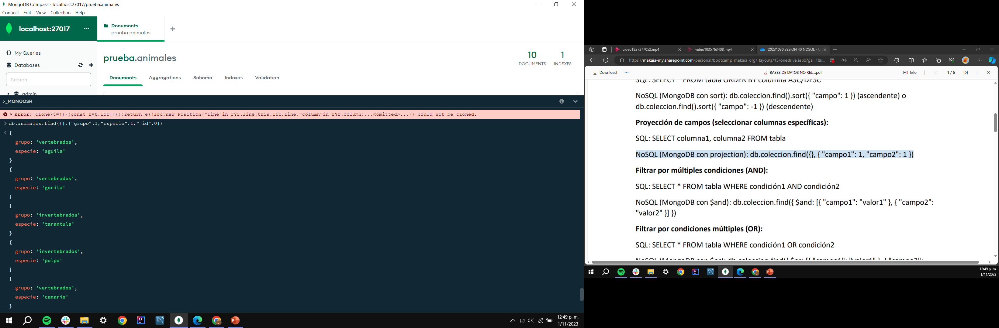 MongoDB Compass - localhost:27017/prueba.animales
Connect Edit View Collection Help
localhost:27017 ...
Documents
prueba.animales
My Queries
Databases
Search
admin
prueba.animales
10
DOCUMENTS
1
INDEXES
Documents Aggregations Schema Indexes Validation
>_MONGOSH
Error: clone(t={}){const r=t.loc||{};return e({loc:new Position("line"in r?r.line:this.loc.line,"column"in r?r.column:...<omitted>...)} could not be cloned.
> db.animales.find({},{"grupo":1,"especie":1,"_id":0})
< {
grupo: 'vertebrados',
especie: 'aguila'
}
{
grupo: 'vertebrados',
especie: 'gorila'
}
{
grupo: 'invertebrados',
especie: 'tarantula'
}
{
grupo: 'invertebrados',
especie: 'pulpo'
}
{
grupo: 'vertebrados',
especie: 'canario'
}
12:49 p. m.
1/11/2023
video1927377052.mp4
video1035763408.mp4
20231030 SESION 40 NOSQL - O
https://makaia-my.sharepoint.com/personal/bootcamp_makaia_org/_layouts/15/onedrive.aspx?ga=1&i...
Download ...
BASES DE DATOS NO REL....pdf
Info
1 / 6
SQL: SELECT * FROM tabla ORDER BY columna ASC/DESC
NoSQL (MongoDB con sort): db.coleccion.find().sort({ "campo": 1 }) (ascendente) o
db.coleccion.find().sort({ "campo": -1 }) (descendente)
Proyección de campos (seleccionar columnas específicas):
SQL: SELECT columna1, columna2 FROM tabla
NoSQL (MongoDB con projection): db.coleccion.find({}, { "campo1": 1, "campo2": 1 })
Filtrar por múltiples condiciones (AND):
SQL: SELECT * FROM tabla WHERE condición1 AND condición2
NoSQL (MongoDB con $and): db.coleccion.find({ $and: [{ "campo1": "valor1" }, { "campo2":
"valor2" }] })
Filtrar por condiciones múltiples (OR):
SQL: SELECT * FROM tabla WHERE condición1 OR condición2
NoSQL (MongoDB con $or): db.coleccion.find({ $or: [{ "campo1": "valor1" }, { "campo2":
12:49 p. m.
1/11/2023